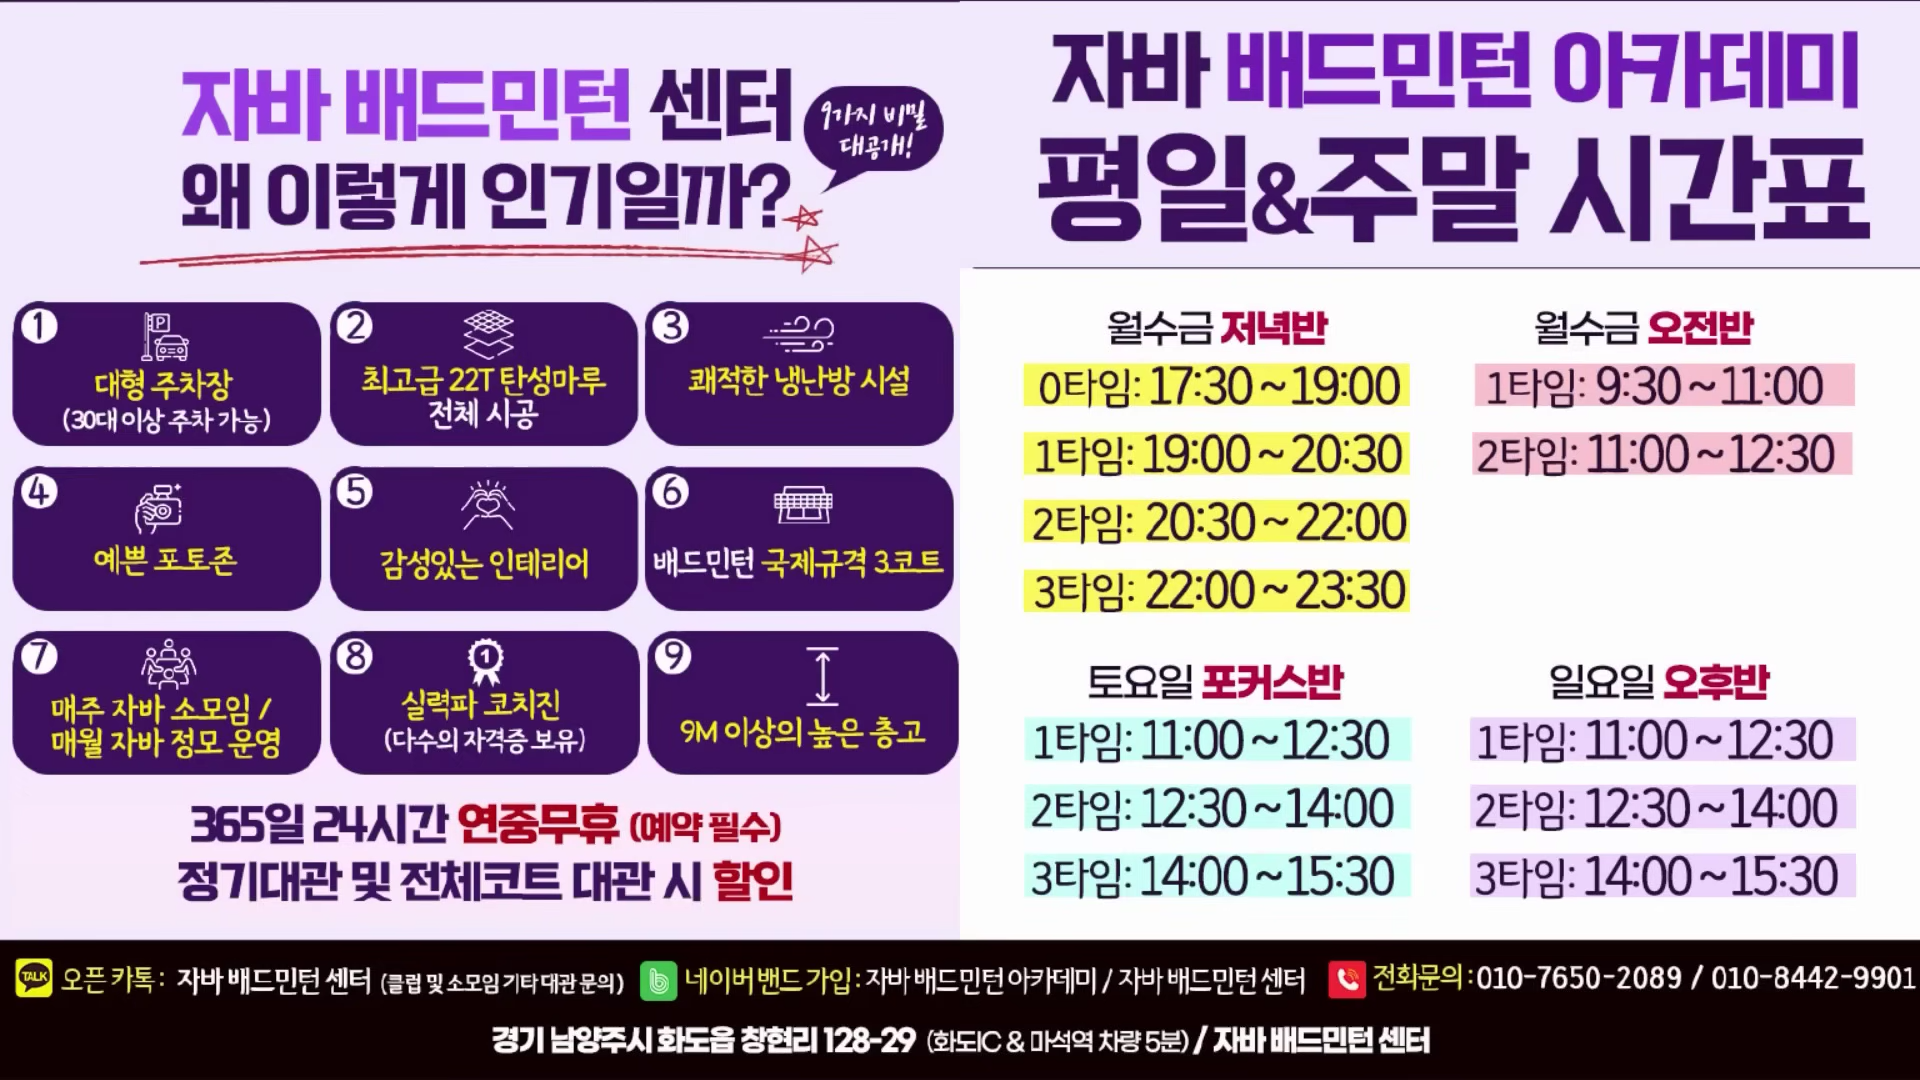 자바 배드민턴 센터
왜 이렇게 인기일까?
9가지 비밀
대공개!
1
P
대형 주차장
(30대 이상 주차 가능)
2
최고급 22T 탄성마루
전체 시공
3
쾌적한 냉난방 시설
4
예쁜 포토존
5
감성있는 인테리어
6
배드민턴 국제규격 3코트
7
매주 자바 소모임 /
매월 자바 정모 운영
8
1
실력파 코치진
(다수의 자격증 보유)
9
9M 이상의 높은 층고
365일 24시간 연중무휴 (예약 필수)
정기대관 및 전체코트 대관 시 할인
자바 배드민턴 아카데미
평일&주말 시간표
월수금 저녁반
0타임: 17:30 ~ 19:00
1타임: 19:00 ~ 20:30
2타임: 20:30 ~ 22:00
3타임: 22:00 ~ 23:30
월수금 오전반
1타임: 9:30 ~ 11:00
2타임: 11:00 ~ 12:30
토요일 포커스반
1타임: 11:00 ~ 12:30
2타임: 12:30 ~ 14:00
3타임: 14:00 ~ 15:30
일요일 오후반
1타임: 11:00 ~ 12:30
2타임: 12:30 ~ 14:00
3타임: 14:00 ~ 15:30
TALK 오픈 카톡 : 자바 배드민턴 센터 (클럽 및 소모임 기타 대관 문의) b 네이버 밴드 가입 : 자바 배드민턴 아카데미 / 자바 배드민턴 센터 전화문의 : 010-7650-2089 / 010-8442-9901
경기 남양주시 화도읍 창현리 128-29 (화도IC & 마석역 차량 5분) / 자바 배드민턴 센터